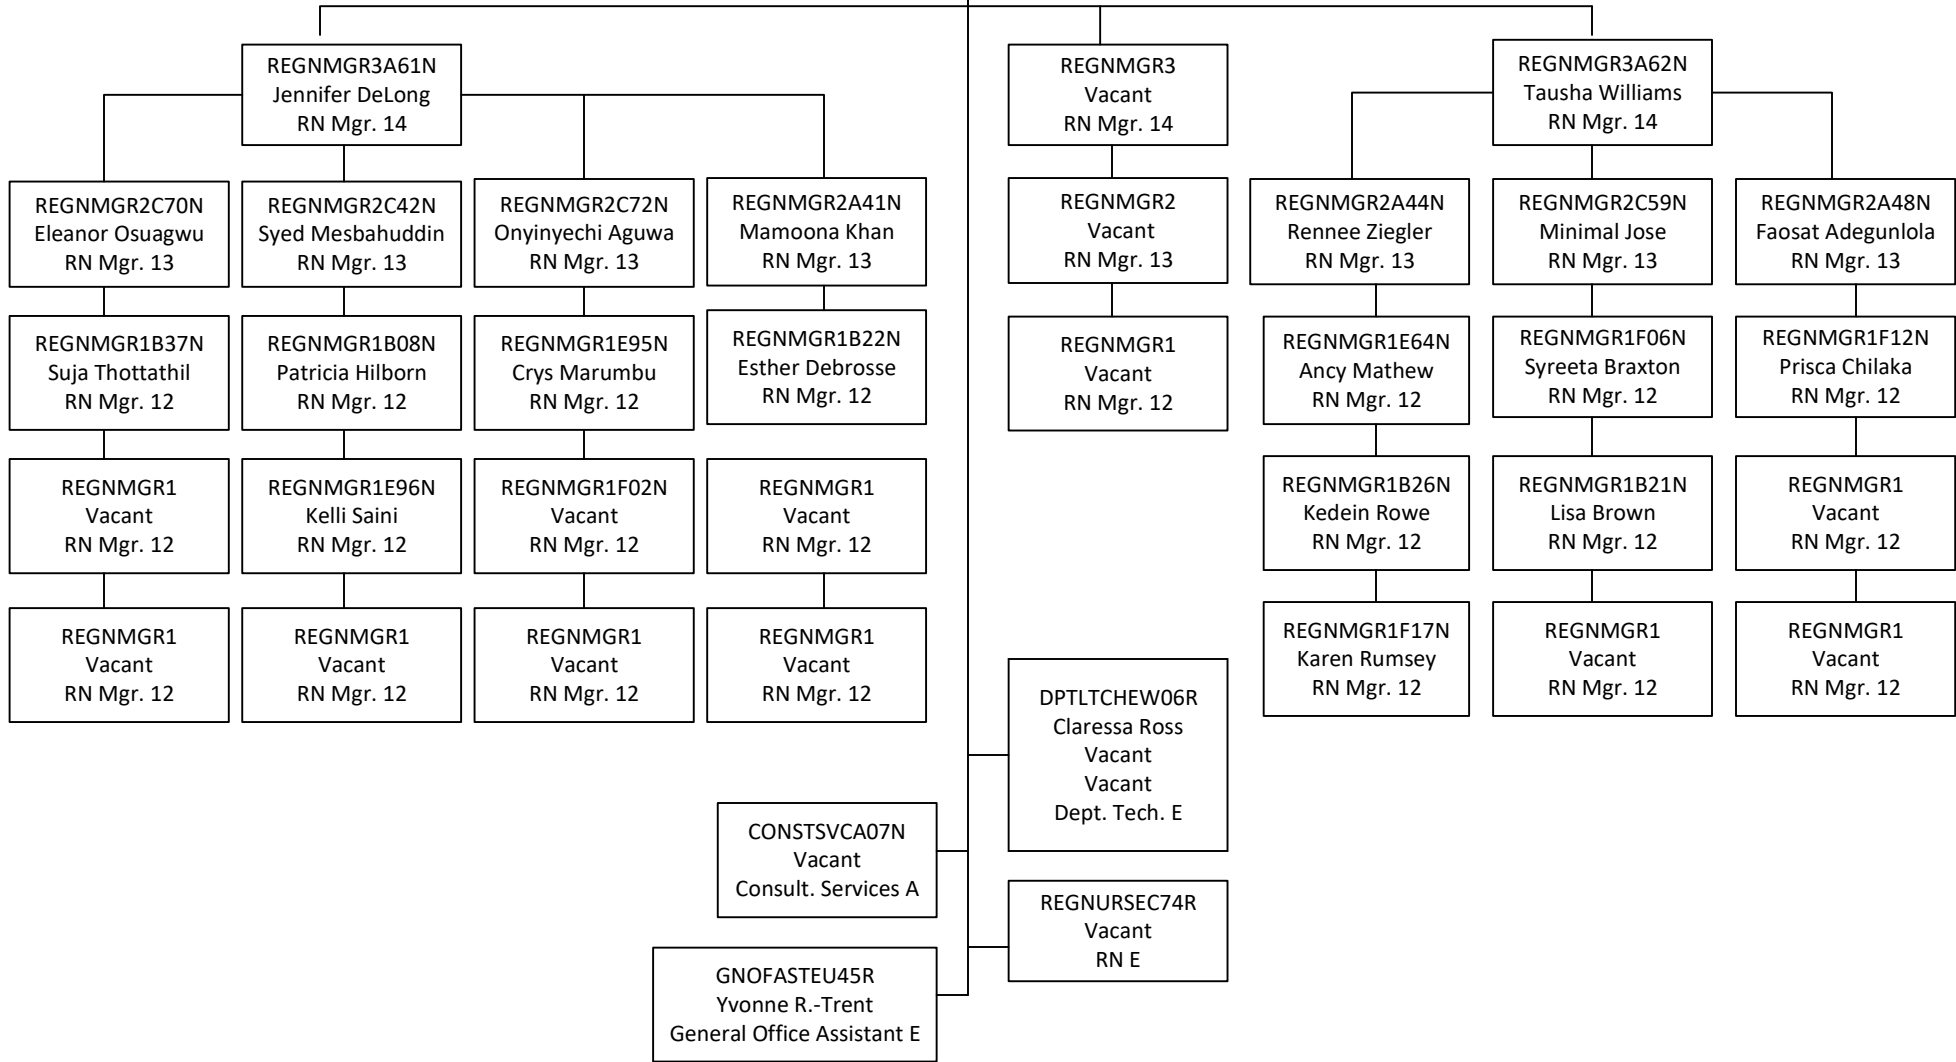 REGNMGR3A61N
Jennifer DeLong
RN Mgr. 14
REGNMGR3
Vacant
RN Mgr. 14
REGNMGR3A62N
Tausha Williams
RN Mgr. 14
REGNMGR2C70N
Eleanor Osuagwu
RN Mgr. 13
REGNMGR2C42N
Syed Mesbahuddin
RN Mgr. 13
REGNMGR2C72N
Onyinyechi Aguwa
RN Mgr. 13
REGNMGR2A41N
Mamoona Khan
RN Mgr. 13
REGNMGR2
Vacant
RN Mgr. 13
REGNMGR2A44N
Rennee Ziegler
RN Mgr. 13
REGNMGR2C59N
Minimal Jose
RN Mgr. 13
REGNMGR2A48N
Faosat Adegunlola
RN Mgr. 13
REGNMGR1B37N
Suja Thottathil
RN Mgr. 12
REGNMGR1B08N
Patricia Hilborn
RN Mgr. 12
REGNMGR1E95N
Crys Marumbu
RN Mgr. 12
REGNMGR1B22N
Esther Debrosse
RN Mgr. 12
REGNMGR1
Vacant
RN Mgr. 12
REGNMGR1E64N
Ancy Mathew
RN Mgr. 12
REGNMGR1F06N
Syreeta Braxton
RN Mgr. 12
REGNMGR1F12N
Prisca Chilaka
RN Mgr. 12
REGNMGR1
Vacant
RN Mgr. 12
REGNMGR1E96N
Kelli Saini
RN Mgr. 12
REGNMGR1F02N
Vacant
RN Mgr. 12
REGNMGR1
Vacant
RN Mgr. 12
REGNMGR1B26N
Kedein Rowe
RN Mgr. 12
REGNMGR1B21N
Lisa Brown
RN Mgr. 12
REGNMGR1
Vacant
RN Mgr. 12
REGNMGR1
Vacant
RN Mgr. 12
REGNMGR1
Vacant
RN Mgr. 12
REGNMGR1
Vacant
RN Mgr. 12
REGNMGR1
Vacant
RN Mgr. 12
REGNMGR1F17N
Karen Rumsey
RN Mgr. 12
REGNMGR1
Vacant
RN Mgr. 12
REGNMGR1
Vacant
RN Mgr. 12
DPTLTCHEW06R
Claressa Ross
Vacant
Vacant
Dept. Tech. E
CONSTSVCA07N
Vacant
Consult. Services A
REGNURSEC74R
Vacant
RN E
GNOFASTEU45R
Yvonne R.-Trent
General Office Assistant E